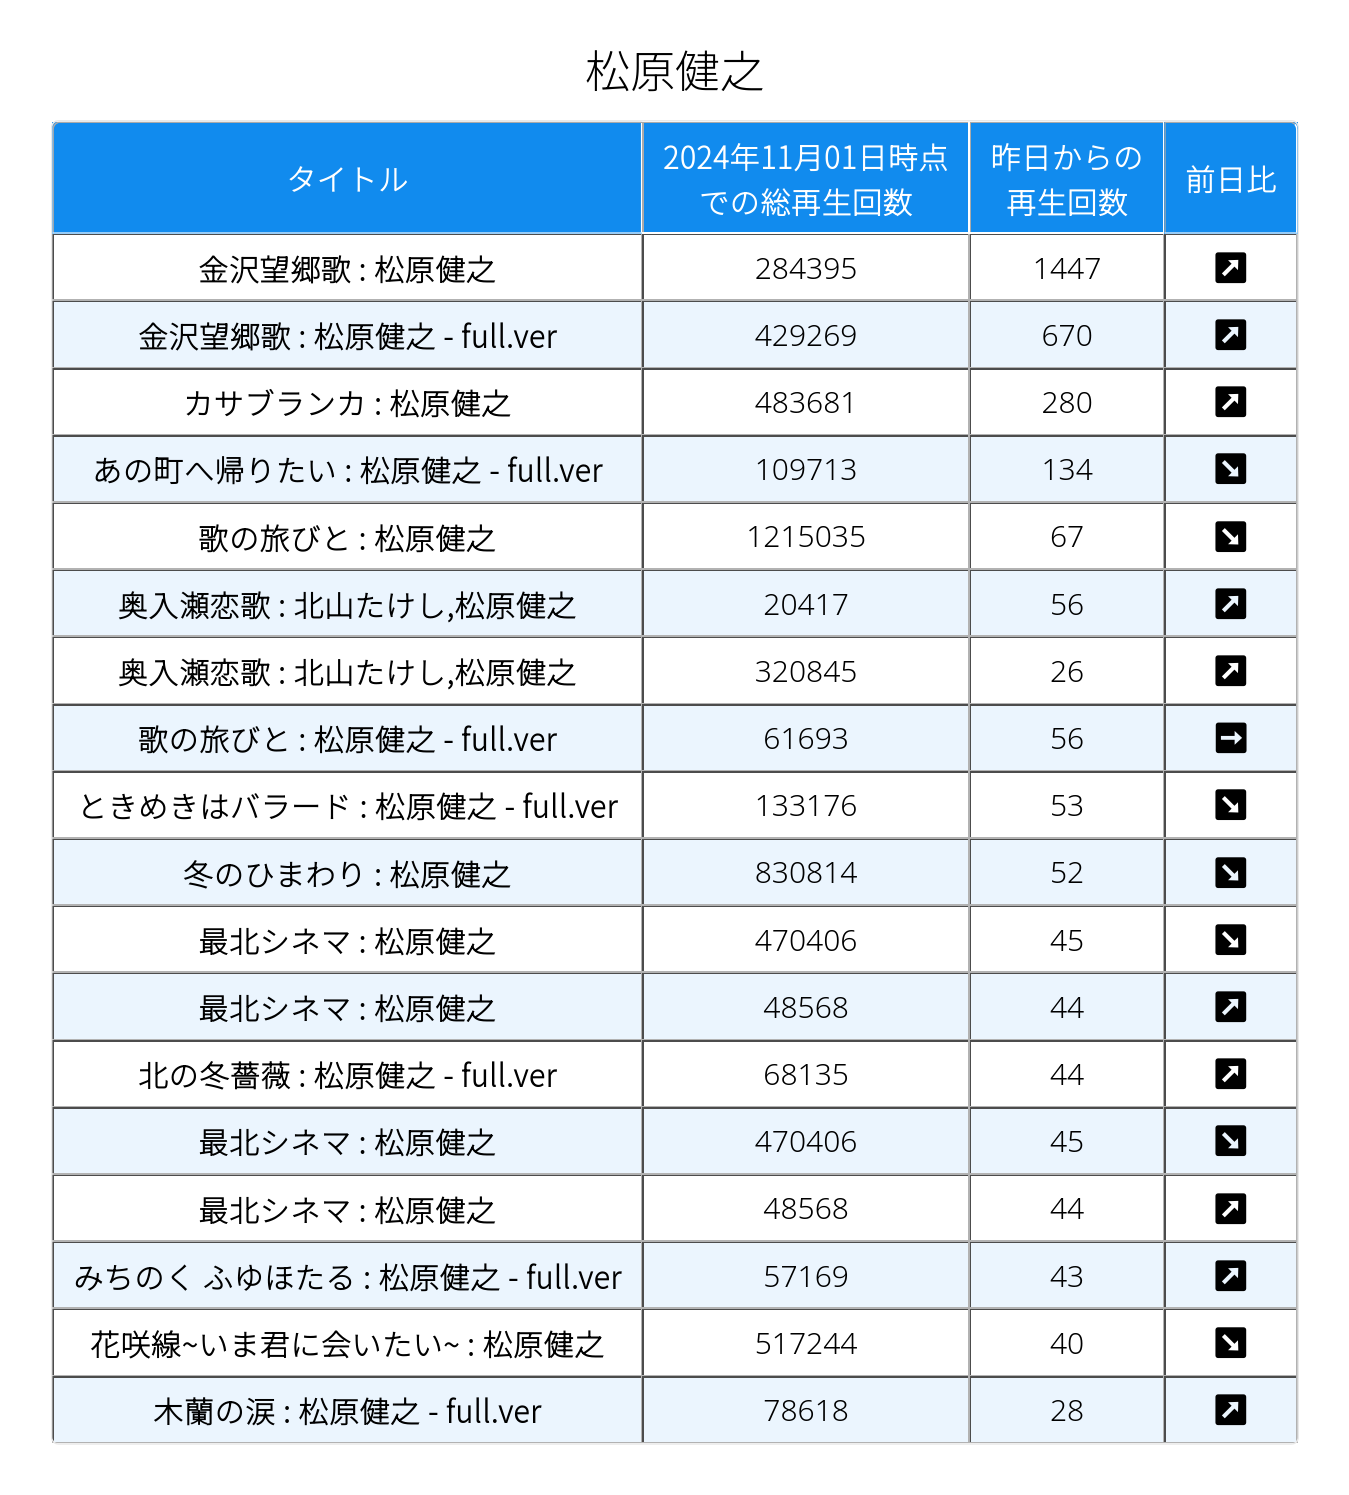 松原健之
タイトル 2024年11月01日時点での総再生回数 昨日からの再生回数 前日比
金沢望郷歌 : 松原健之 284395 1447 ↗
金沢望郷歌 : 松原健之 - full.ver 429269 670 ↗
カサブランカ : 松原健之 483681 280 ↗
あの町へ帰りたい : 松原健之 - full.ver 109713 134 ↘
歌の旅びと : 松原健之 1215035 67 ↘
奥入瀬恋歌 : 北山たけし,松原健之 20417 56 ↗
奥入瀬恋歌 : 北山たけし,松原健之 320845 26 ↗
歌の旅びと : 松原健之 - full.ver 61693 56 →
ときめきはバラード : 松原健之 - full.ver 133176 53 ↘
冬のひまわり : 松原健之 830814 52 ↘
最北シネマ : 松原健之 470406 45 ↘
最北シネマ : 松原健之 48568 44 ↗
北の冬薔薇 : 松原健之 - full.ver 68135 44 ↗
最北シネマ : 松原健之 470406 45 ↘
最北シネマ : 松原健之 48568 44 ↗
みちのく ふゆほたる : 松原健之 - full.ver 57169 43 ↗
花咲線~いま君に会いたい~ : 松原健之 517244 40 ↘
木蘭の涙 : 松原健之 - full.ver 78618 28 ↗